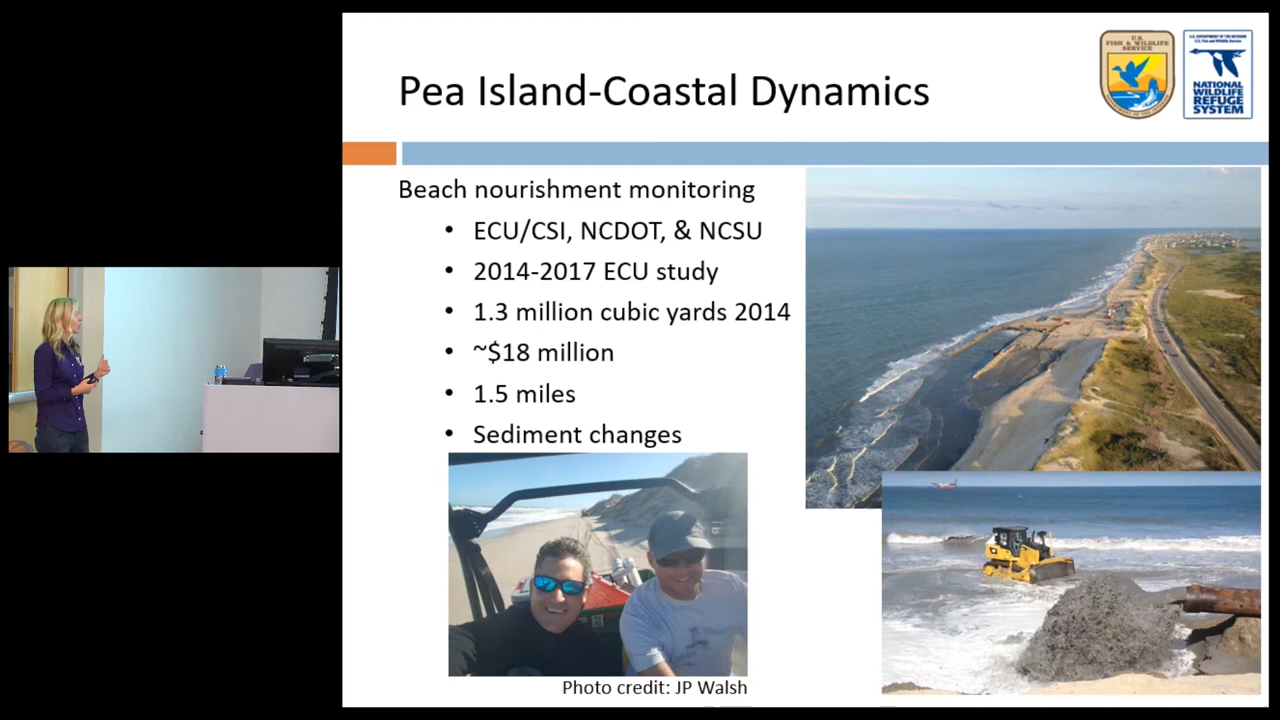 Pea Island-Coastal Dynamics
U.S.
FISH & WILDLIFE
SERVICE
NATIONAL
WILDLIFE
REFUGE
SYSTEM
Beach nourishment monitoring
• ECU/CSI, NCDOT, & NCSU
• 2014-2017 ECU study
• 1.3 million cubic yards 2014
• ~$18 million
• 1.5 miles
• Sediment changes
Photo credit: JP Walsh